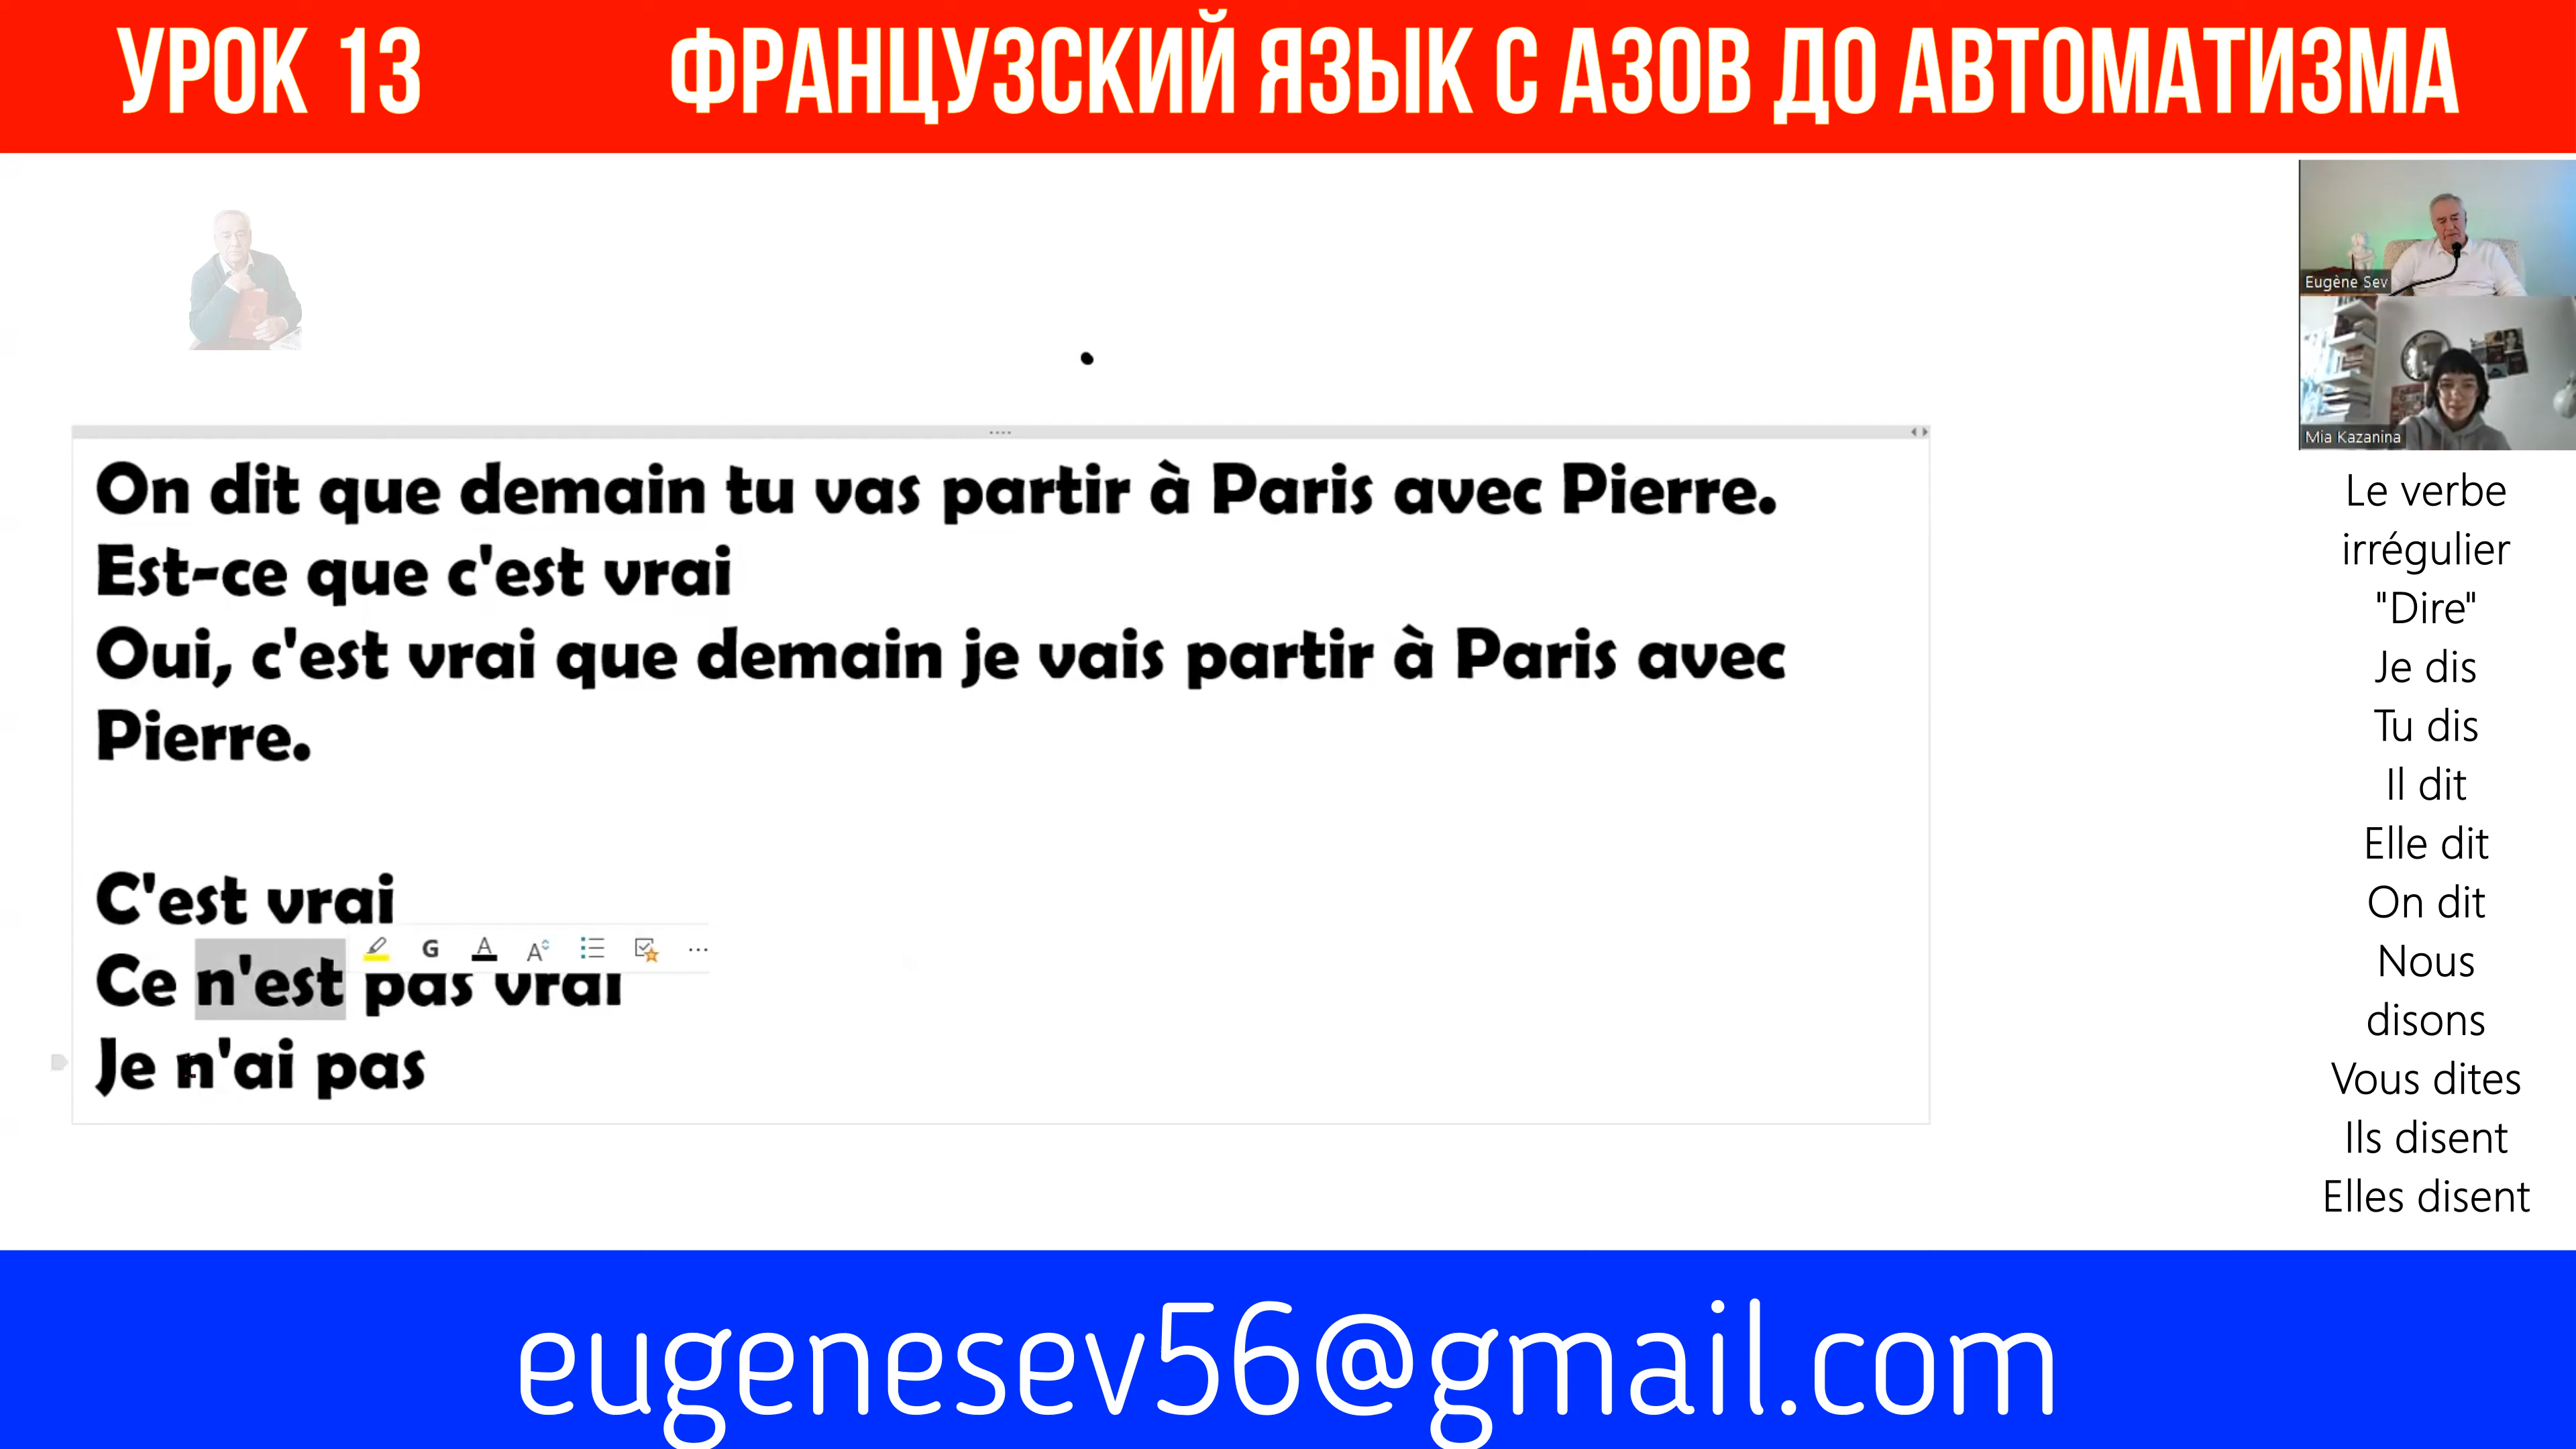 УРОК 13 ФРАНЦУЗСКИЙ ЯЗЫК С АЗОВ ДО АВТОМАТИЗМА
Eugène Sev
Mia Kazanina
On dit que demain tu vas partir à Paris avec Pierre.
Est-ce que c'est vrai
Oui, c'est vrai que demain je vais partir à Paris avec
Pierre.
C'est vrai
G A A
Ce n'est pas vrai
Je n'ai pas
Le verbe
irrégulier
"Dire"
Je dis
Tu dis
Il dit
Elle dit
On dit
Nous
disons
Vous dites
Ils disent
Elles disent
eugenesev56@gmail.com